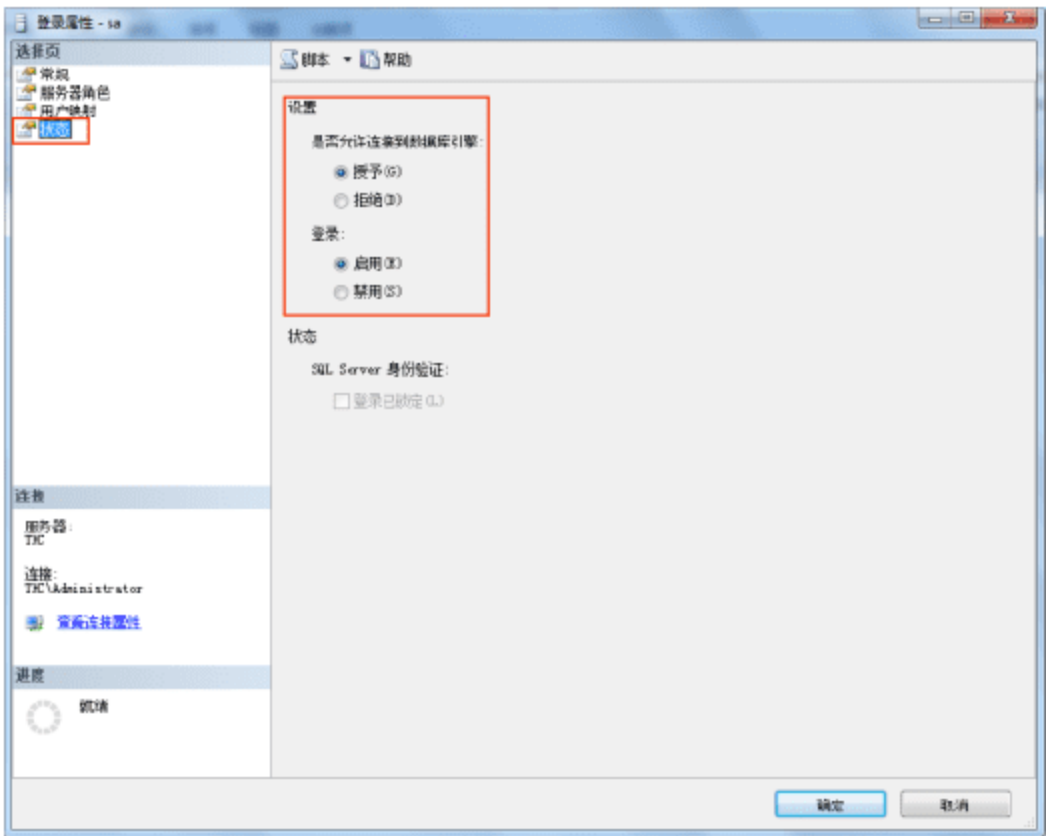 登录属性 - sa
选择页
常规
服务器角色
用户映射
状态
脚本
帮助
设置
是否允许连接到数据库引擎:
授予(G)
拒绝(D)
登录:
启用(E)
禁用(S)
状态
SQL Server 身份验证:
登录已锁定(L)
连接
服务器:
连接:
\Administrator
查看连接属性
进度
就绪
确定
取消